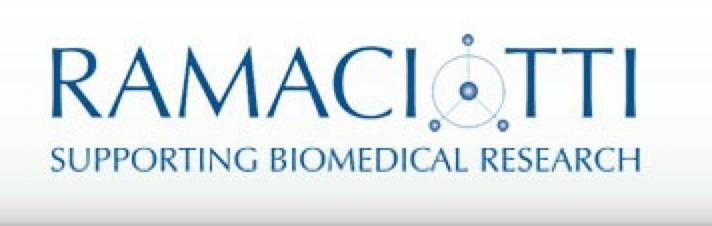 RAMACIOTTI
SUPPORTING BIOMEDICAL RESEARCH